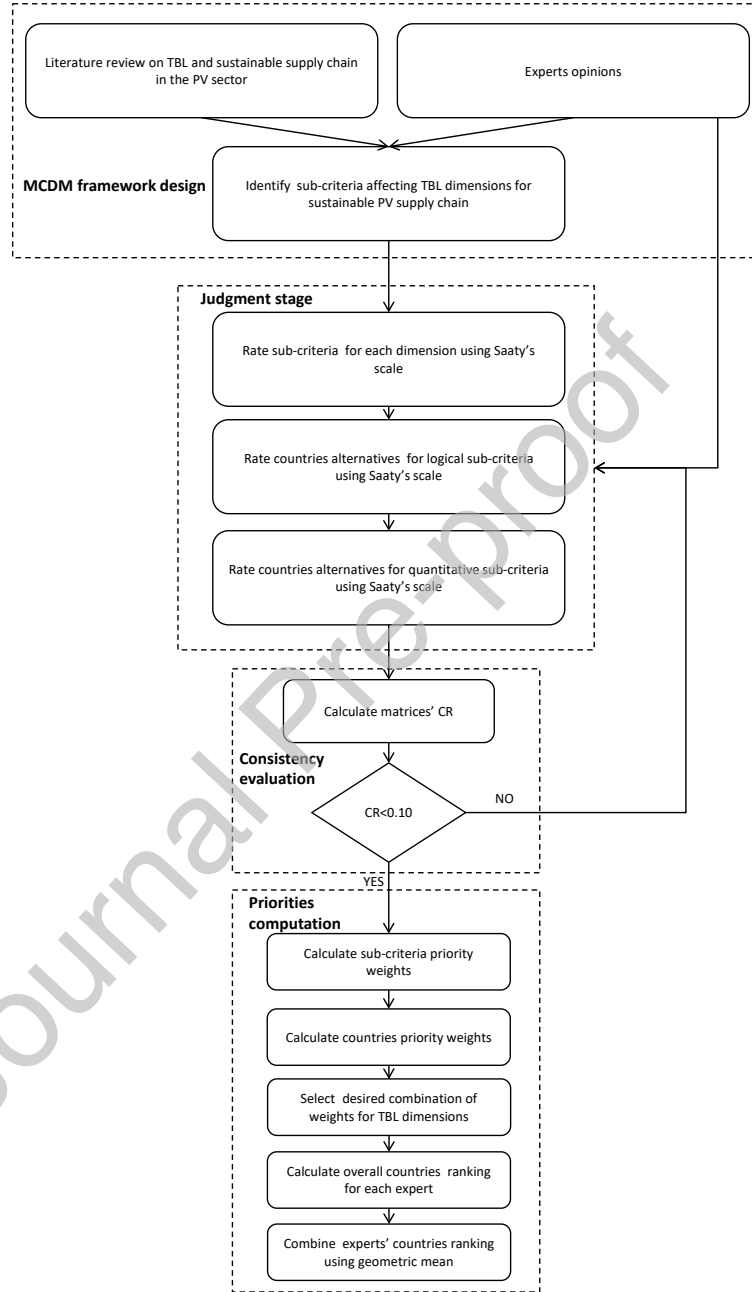 Literature review on TBL and sustainable supply chain
in the PV sector
Experts opinions
MCDM framework design
Identify sub-criteria affecting TBL dimensions for
sustainable PV supply chain
Judgment stage
Rate sub-criteria for each dimension using Saaty's
scale
Rate countries alternatives for logical sub-criteria
using Saaty's scale
Rate countries alternatives for quantitative sub-criteria
using Saaty's scale
Calculate matrices' CR
Consistency
evaluation
CR<0.10
NO
YES
Priorities
computation
Calculate sub-criteria priority
weights
Calculate countries priority weights
Select desired combination of
weights for TBL dimensions
Calculate overall countries ranking
for each expert
Combine experts' countries ranking
using geometric mean
Journal Pre-proof